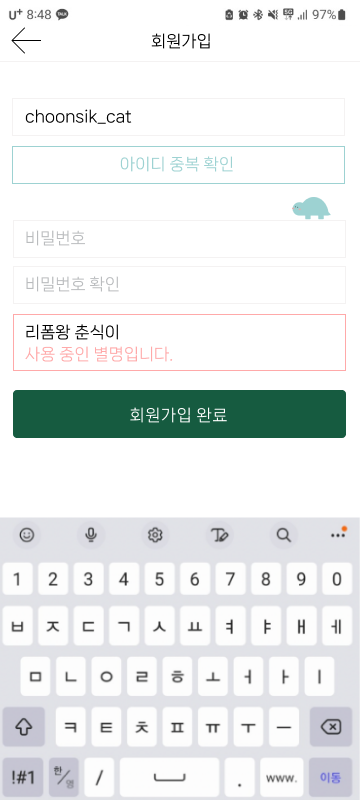 U+ 8:48 TALK 5G 97%
회원가입
choonsik_cat
아이디 중복 확인
비밀번호
비밀번호 확인
리폼왕 춘식이
사용 중인 별명입니다.
회원가입 완료
1 2 3 4 5 6 7 8 9 0
ㅂ ㅈ ㄷ ㄱ ㅅ ㅛ ㅕ ㅑ ㅐ ㅔ
ㅁ ㄴ ㅇ ㄹ ㅎ ㅗ ㅓ ㅏ ㅣ
ㅋ ㅌ ㅊ ㅍ ㅠ ㅜ ㅡ
!#1 한/영 / . www. 이동